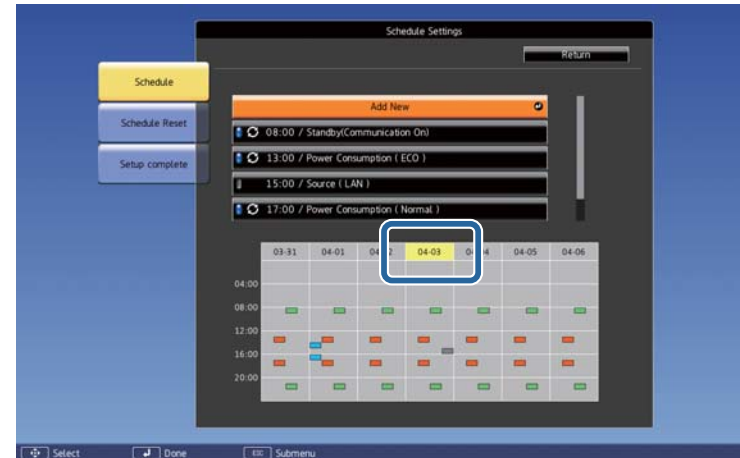 Schedule Settings
Return
Schedule
Schedule Reset
Setup complete
Add New
08:00 / Standby(Communication On)
13:00 / Power Consumption ( ECO )
15:00 / Source ( LAN )
17:00 / Power Consumption ( Normal )
03-31 04-01 04-03 04-05 04-06
04:00
08:00
12:00
16:00
20:00
Select Done Esc Submenu